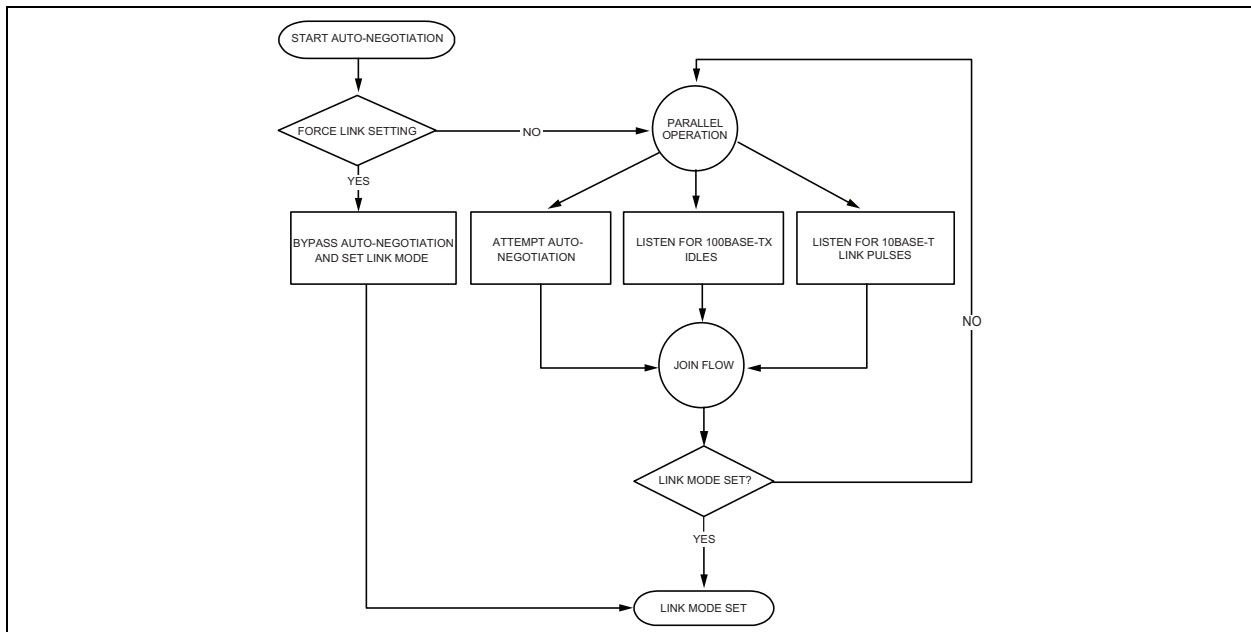 START AUTO-NEGOTIATION
FORCE LINK SETTING
NO
PARALLEL
OPERATION
YES
BYPASS AUTO-NEGOTIATION
AND SET LINK MODE
ATTEMPT AUTO-
NEGOTIATION
LISTEN FOR 100BASE-TX
IDLES
LISTEN FOR 10BASE-T
LINK PULSES
NO
JOIN FLOW
LINK MODE SET?
YES
LINK MODE SET